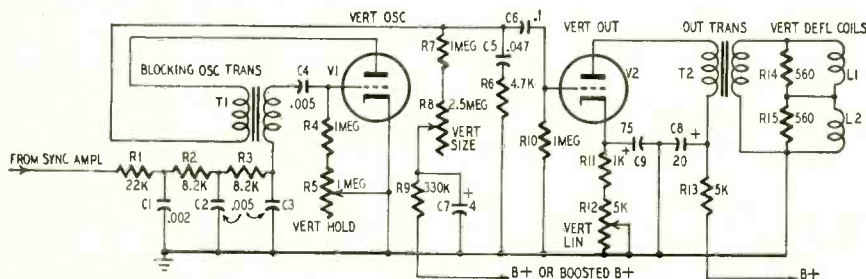 VERT OSC
C6
.1
VERT OUT
OUT TRANS
VERT DEFL COILS
R7
1MEG
C5
.047
V1
V2
T2
R14
560
L1
BLOCKING OSC TRANS
C4
.005
T1
R8
2.5MEG
VERT SIZE
R6
4.7K
R15
560
L2
R4
1MEG
R10
1MEG
75
C9
C8
20
+
+
FROM SYNC AMPL
R1
22K
R2
8.2K
R3
8.2K
R11
1K
C1
.002
C2
.005
C3
R5
1MEG
VERT HOLD
R9
330K
+
C7
4
R12
5K
VERT LIN
R13
5K
B+ OR BOOSTED B+
B+